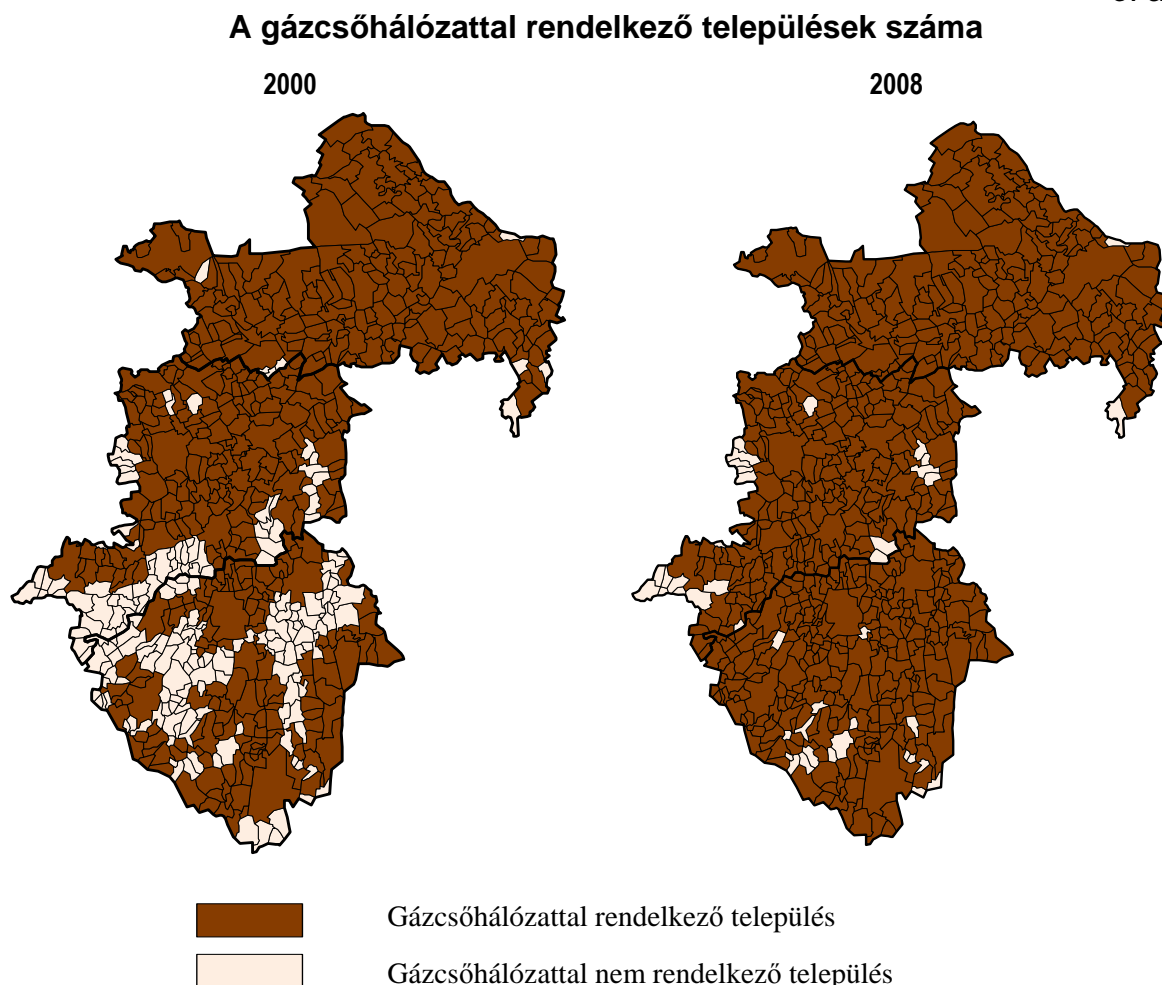 A gázcsőhálózattal rendelkező települések száma
2000
2008
Gázcsőhálózattal rendelkező település
Gázcsőhálózattal nem rendelkező település